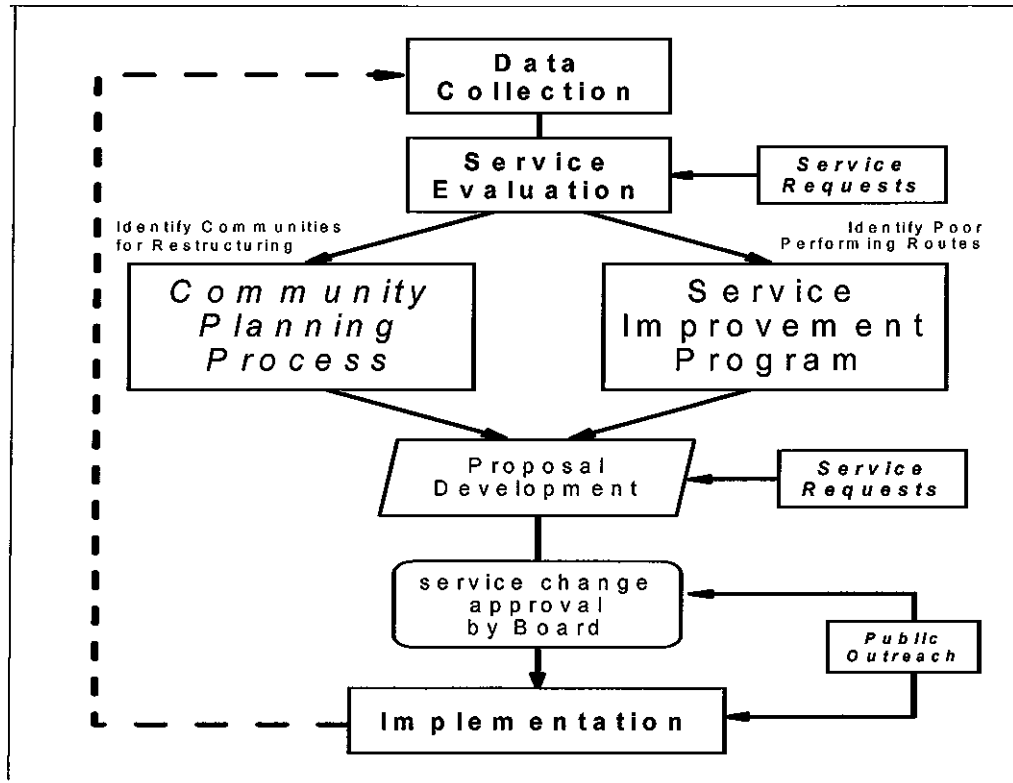 Data
Collection
Service
Evaluation
Service
Requests
Identify Communities
for Restructuring
Identify Poor
Performing Routes
Community
Planning
Process
Service
Improvement
Program
Proposal
Development
Service
Requests
service change
approval
by Board
Public
Outreach
Implementation